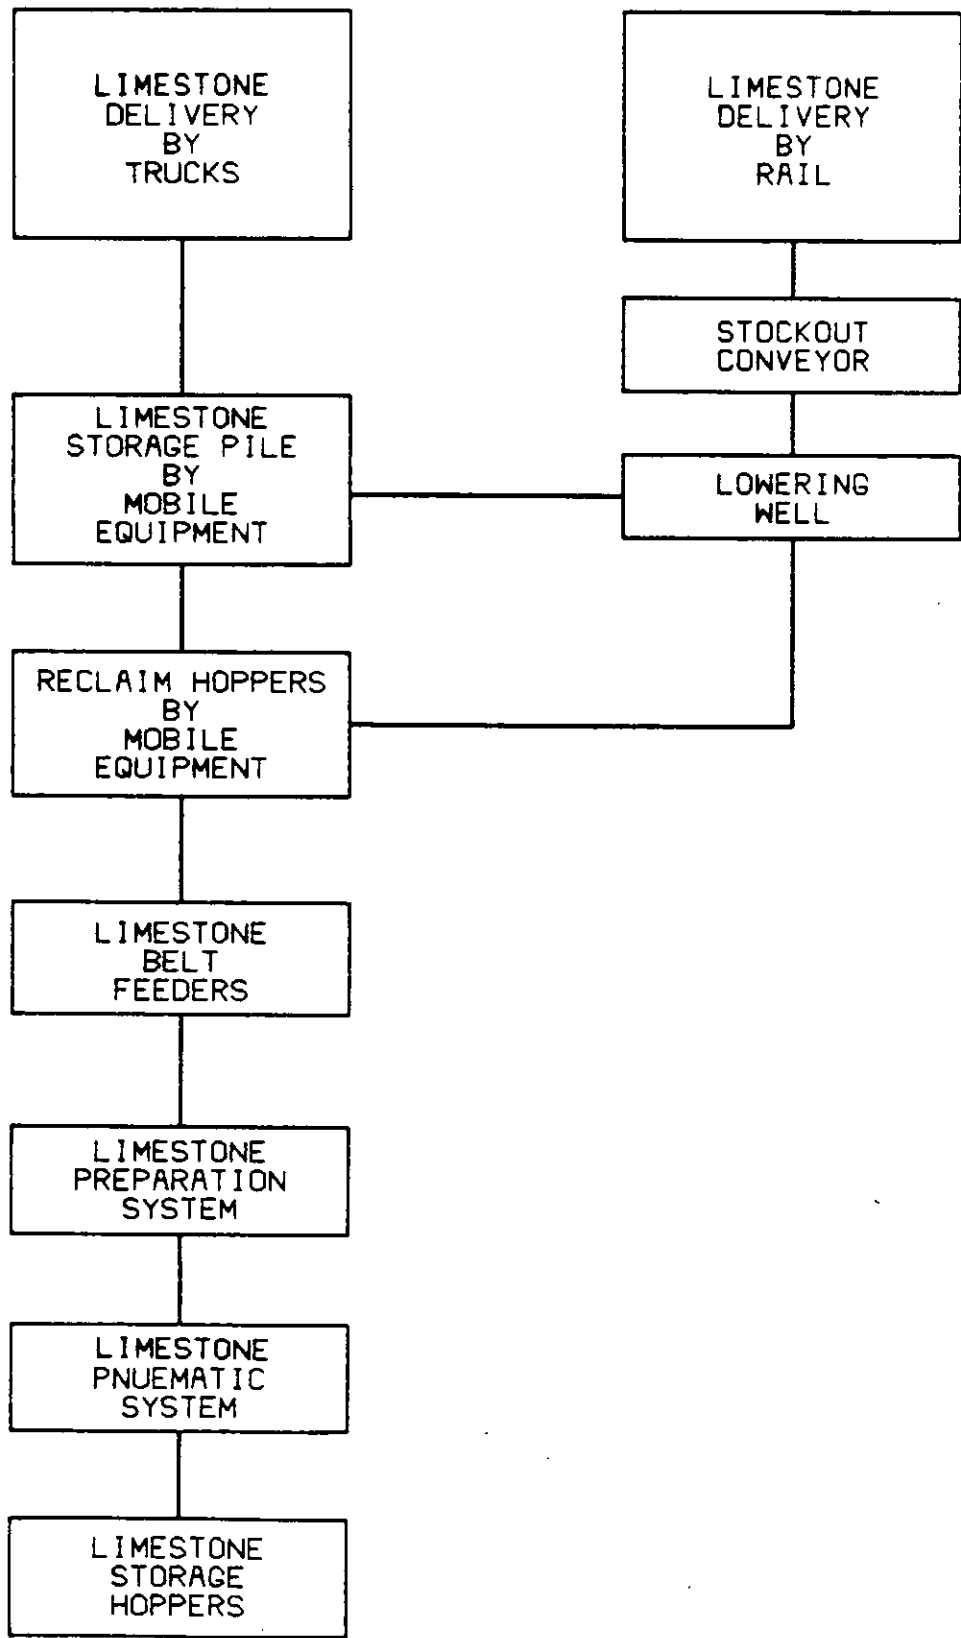 LIMESTONE
DELIVERY
BY
TRUCKS
LIMESTONE
DELIVERY
BY
RAIL
STOCKOUT
CONVEYOR
LIMESTONE
STORAGE PILE
BY
MOBILE
EQUIPMENT
LOWERING
WELL
RECLAIM HOPPERS
BY
MOBILE
EQUIPMENT
LIMESTONE
BELT
FEEDERS
LIMESTONE
PREPARATION
SYSTEM
LIMESTONE
PNUEMATIC
SYSTEM
LIMESTONE
STORAGE
HOPPERS